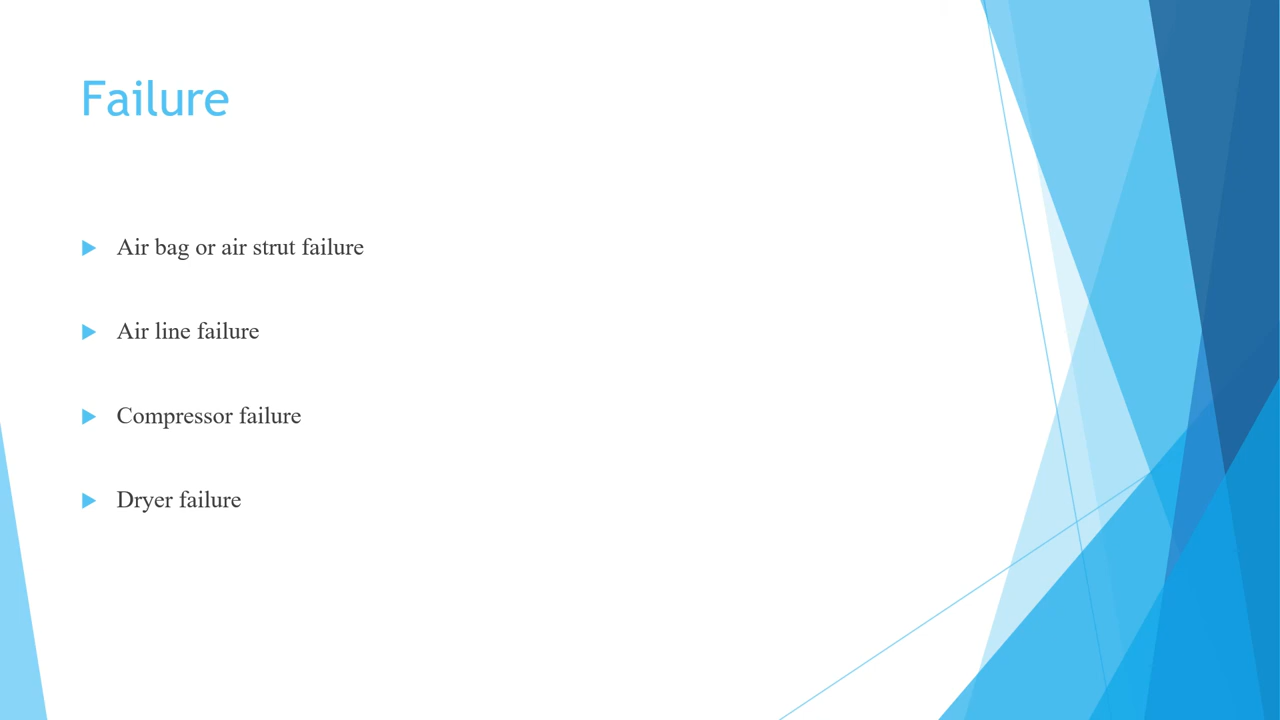 Failure
Air bag or air strut failure
Air line failure
Compressor failure
Dryer failure